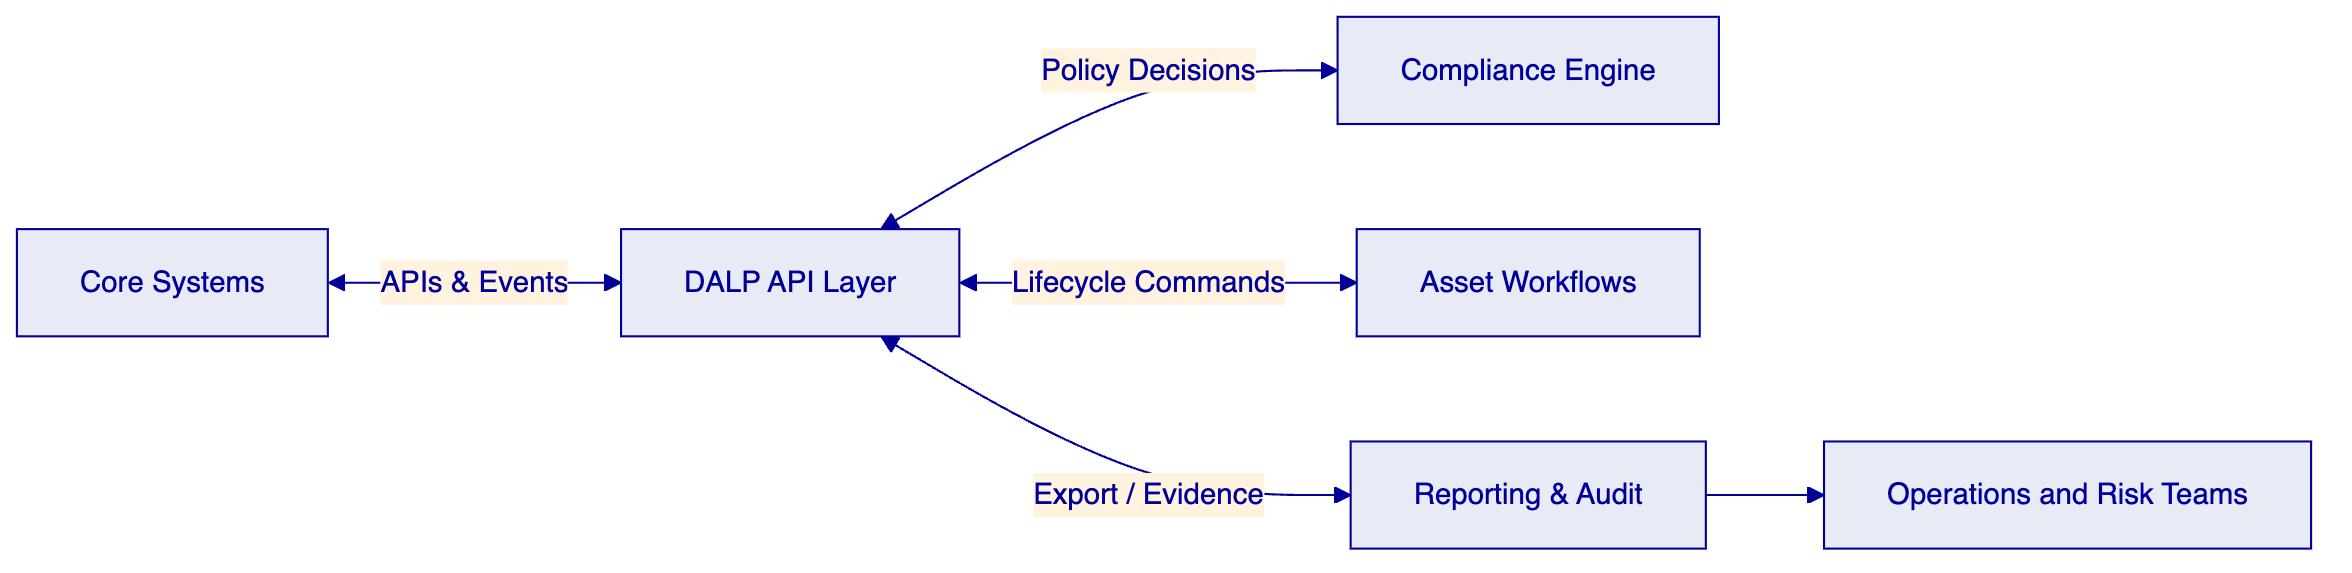 Policy Decisions
Compliance Engine
Core Systems
APIs & Events
DALP API Layer
Lifecycle Commands
Asset Workflows
Export / Evidence
Reporting & Audit
Operations and Risk Teams